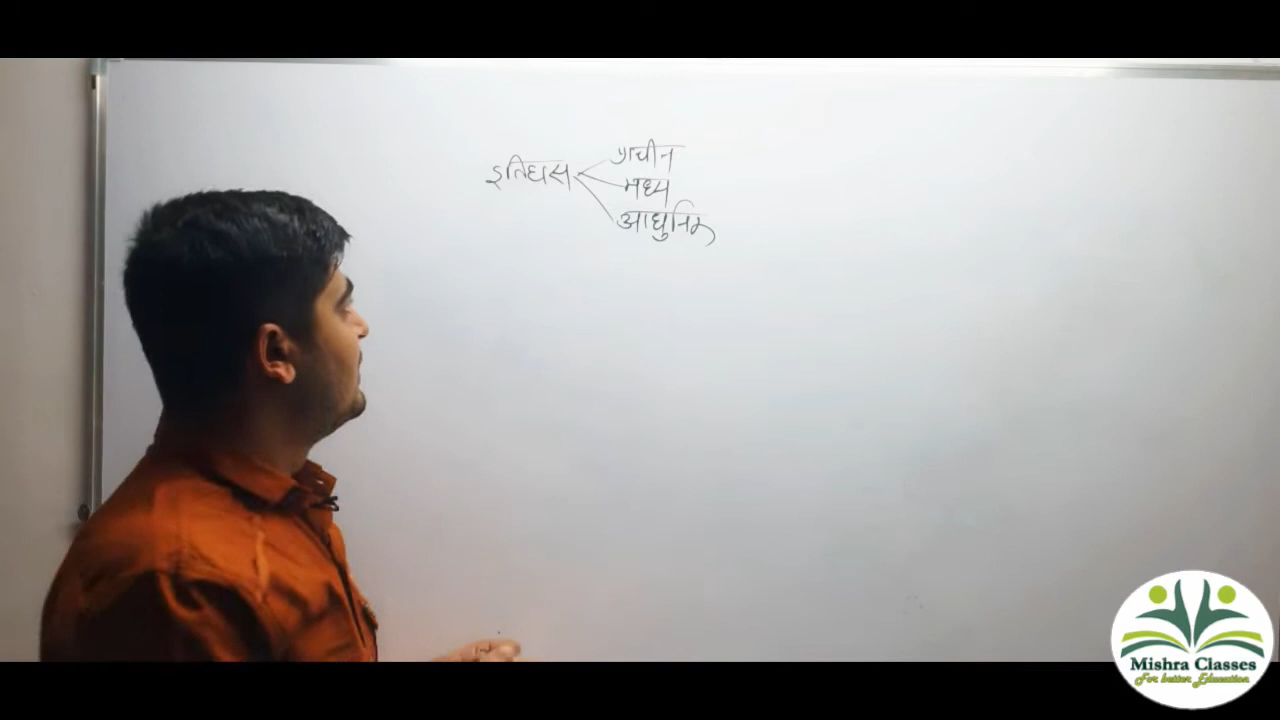 प्राचीन
इतिहास
मध्य
आधुनिक
Mishra Classes
For better Education